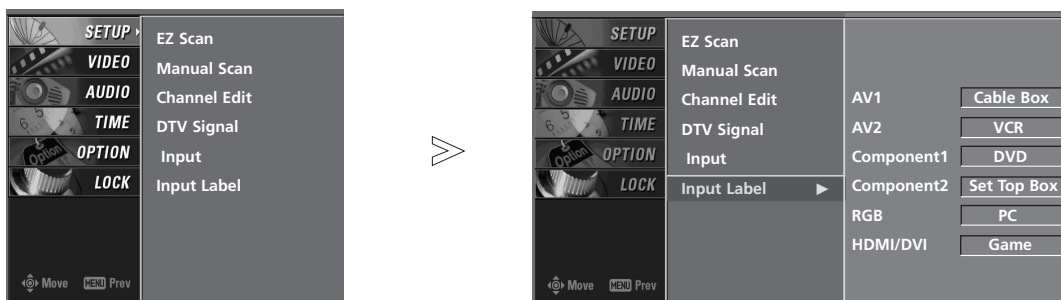 SETUP
VIDEO
AUDIO
TIME
OPTION
LOCK
EZ Scan
Manual Scan
Channel Edit
DTV Signal
Input
Input Label
Move MENU Prev
SETUP
VIDEO
AUDIO
TIME
OPTION
LOCK
EZ Scan
Manual Scan
Channel Edit
DTV Signal
Input
Input Label
AV1 Cable Box
AV2 VCR
Component1 DVD
Component2 Set Top Box
RGB PC
HDMI/DVI Game
Move MENU Prev